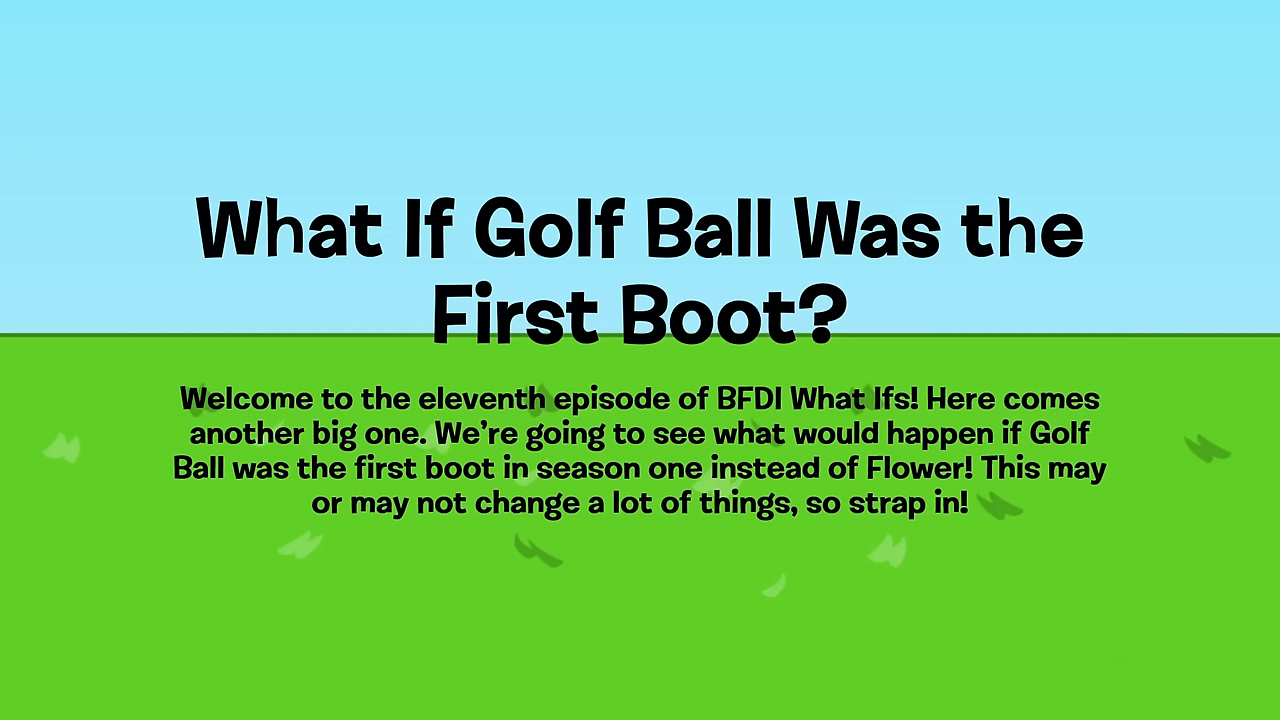 What If Golf Ball Was the
First Boot?
Welcome to the eleventh episode of BFDI What Ifs! Here comes
another big one. We’re going to see what would happen if Golf
Ball was the first boot in season one instead of Flower! This may
or may not change a lot of things, so strap in!